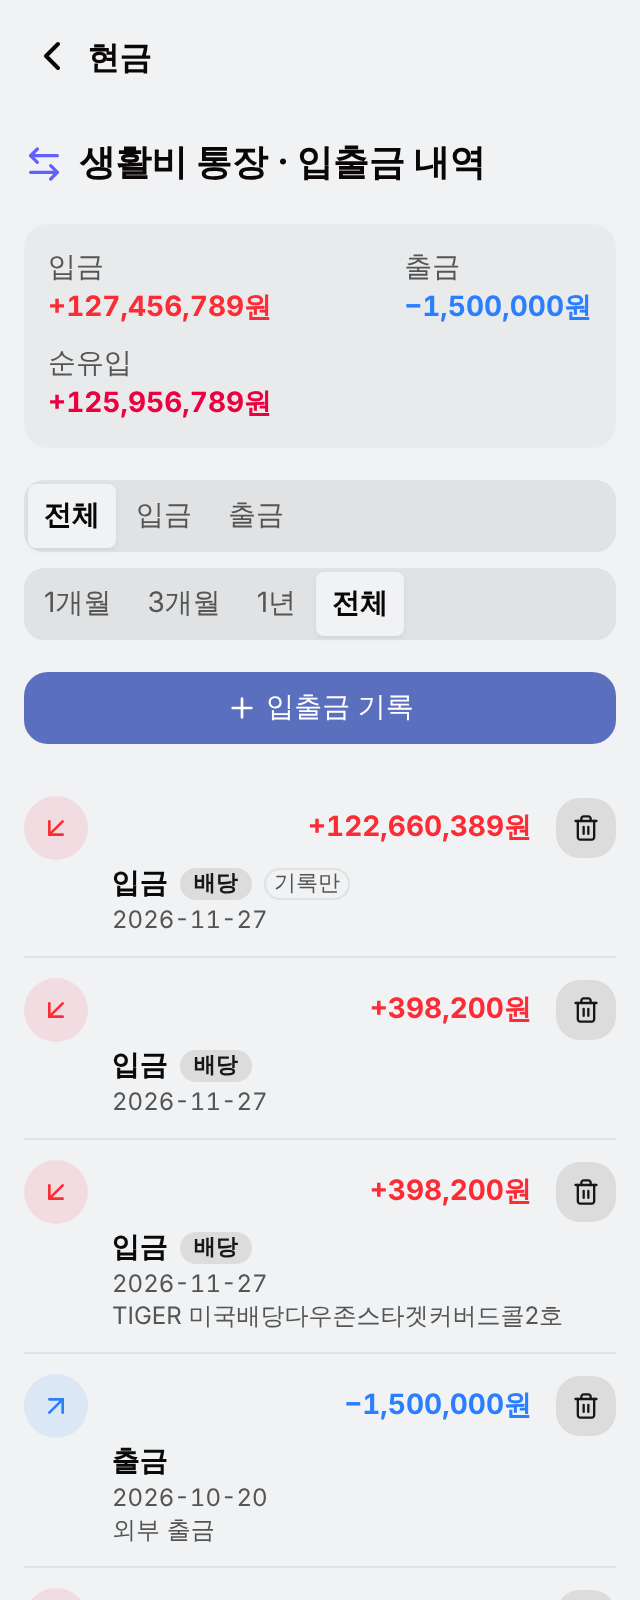 현금
생활비 통장 · 입출금 내역
입금 출금
+127,456,789원 −1,500,000원
순유입
+125,956,789원
전체 입금 출금
1개월 3개월 1년 전체
+ 입출금 기록
+122,660,389원
입금 배당 기록만
2026-11-27
+398,200원
입금 배당
2026-11-27
+398,200원
입금 배당
2026-11-27
TIGER 미국배당다우존스타겟커버드콜2호
−1,500,000원
출금
2026-10-20
외부 출금